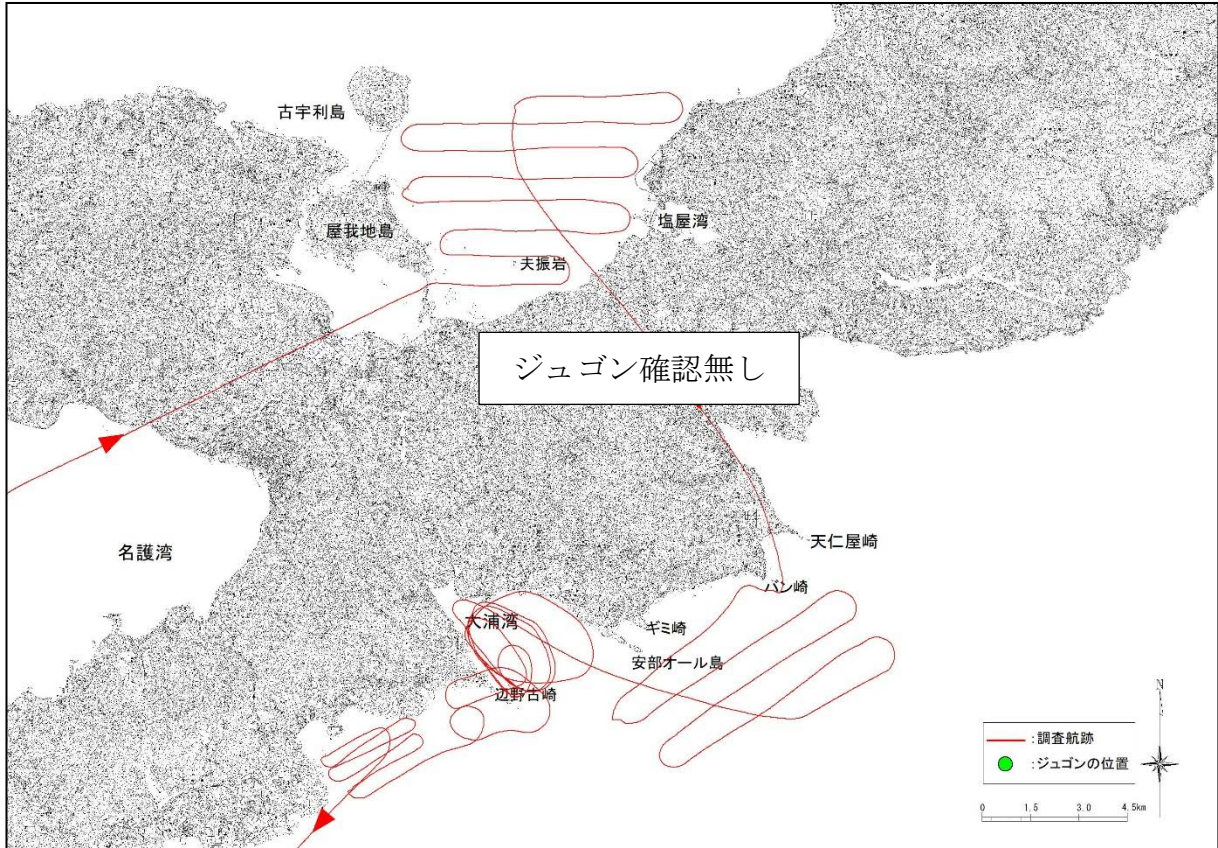 古宇利島
屋我地島
塩屋湾
夫振岩
ジュゴン確認無し
名護湾
天仁屋崎
バン崎
大浦湾
ギミ崎
安部オール島
辺野古崎
N
:調査航跡
:ジュゴンの位置
0 1.5 3.0 4.5km